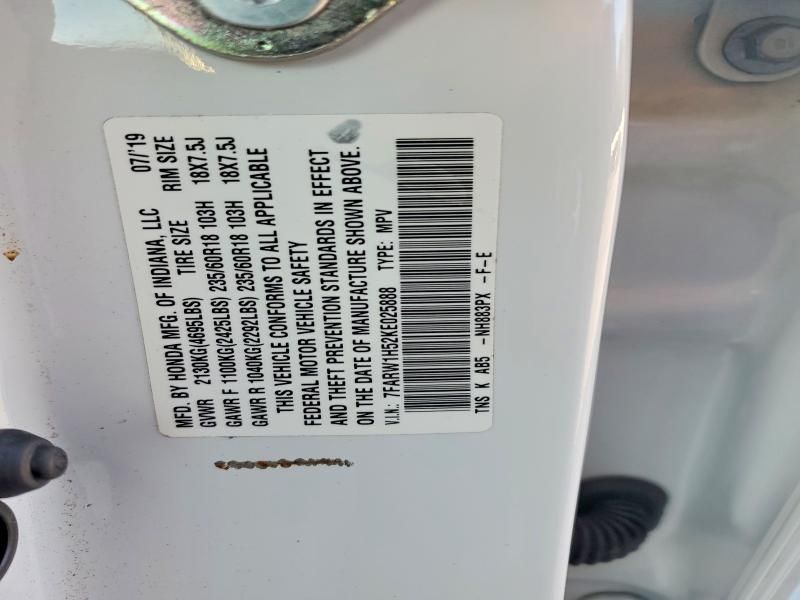 MFD. BY HONDA MFG. OF INDIANA, LLC 07/'19
GVWR 2130KG(4695LBS) TIRE SIZE RIM SIZE
GAWR F 1100KG(2425LBS) 235/60R18 103H 18X7.5J
GAWR R 1040KG(2292LBS) 235/60R18 103H 18X7.5J
THIS VEHICLE CONFORMS TO ALL APPLICABLE
FEDERAL MOTOR VEHICLE SAFETY
AND THEFT PREVENTION STANDARDS IN EFFECT
ON THE DATE OF MANUFACTURE SHOWN ABOVE.
V.I.N.: 7FARW1H52KE025888 TYPE: MPV
TNS K AB5 -NH883PX -F-E